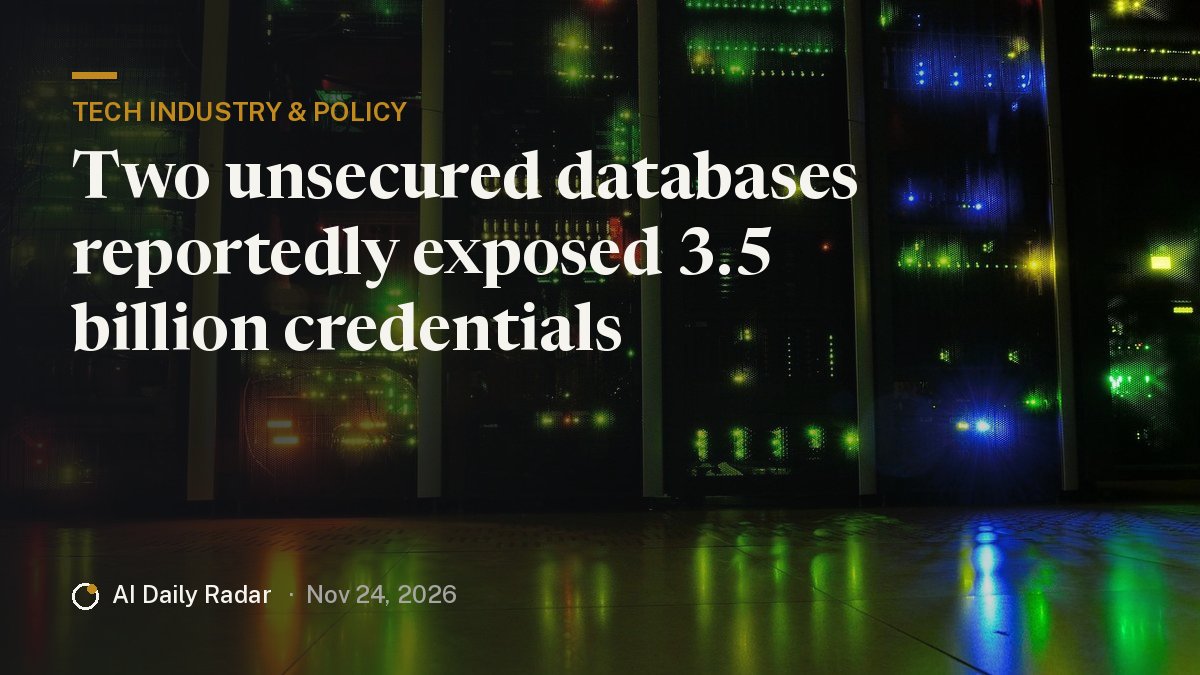 TECH INDUSTRY & POLICY
Two unsecured databases
reportedly exposed 3.5
billion credentials
AI Daily Radar · Nov 24, 2026